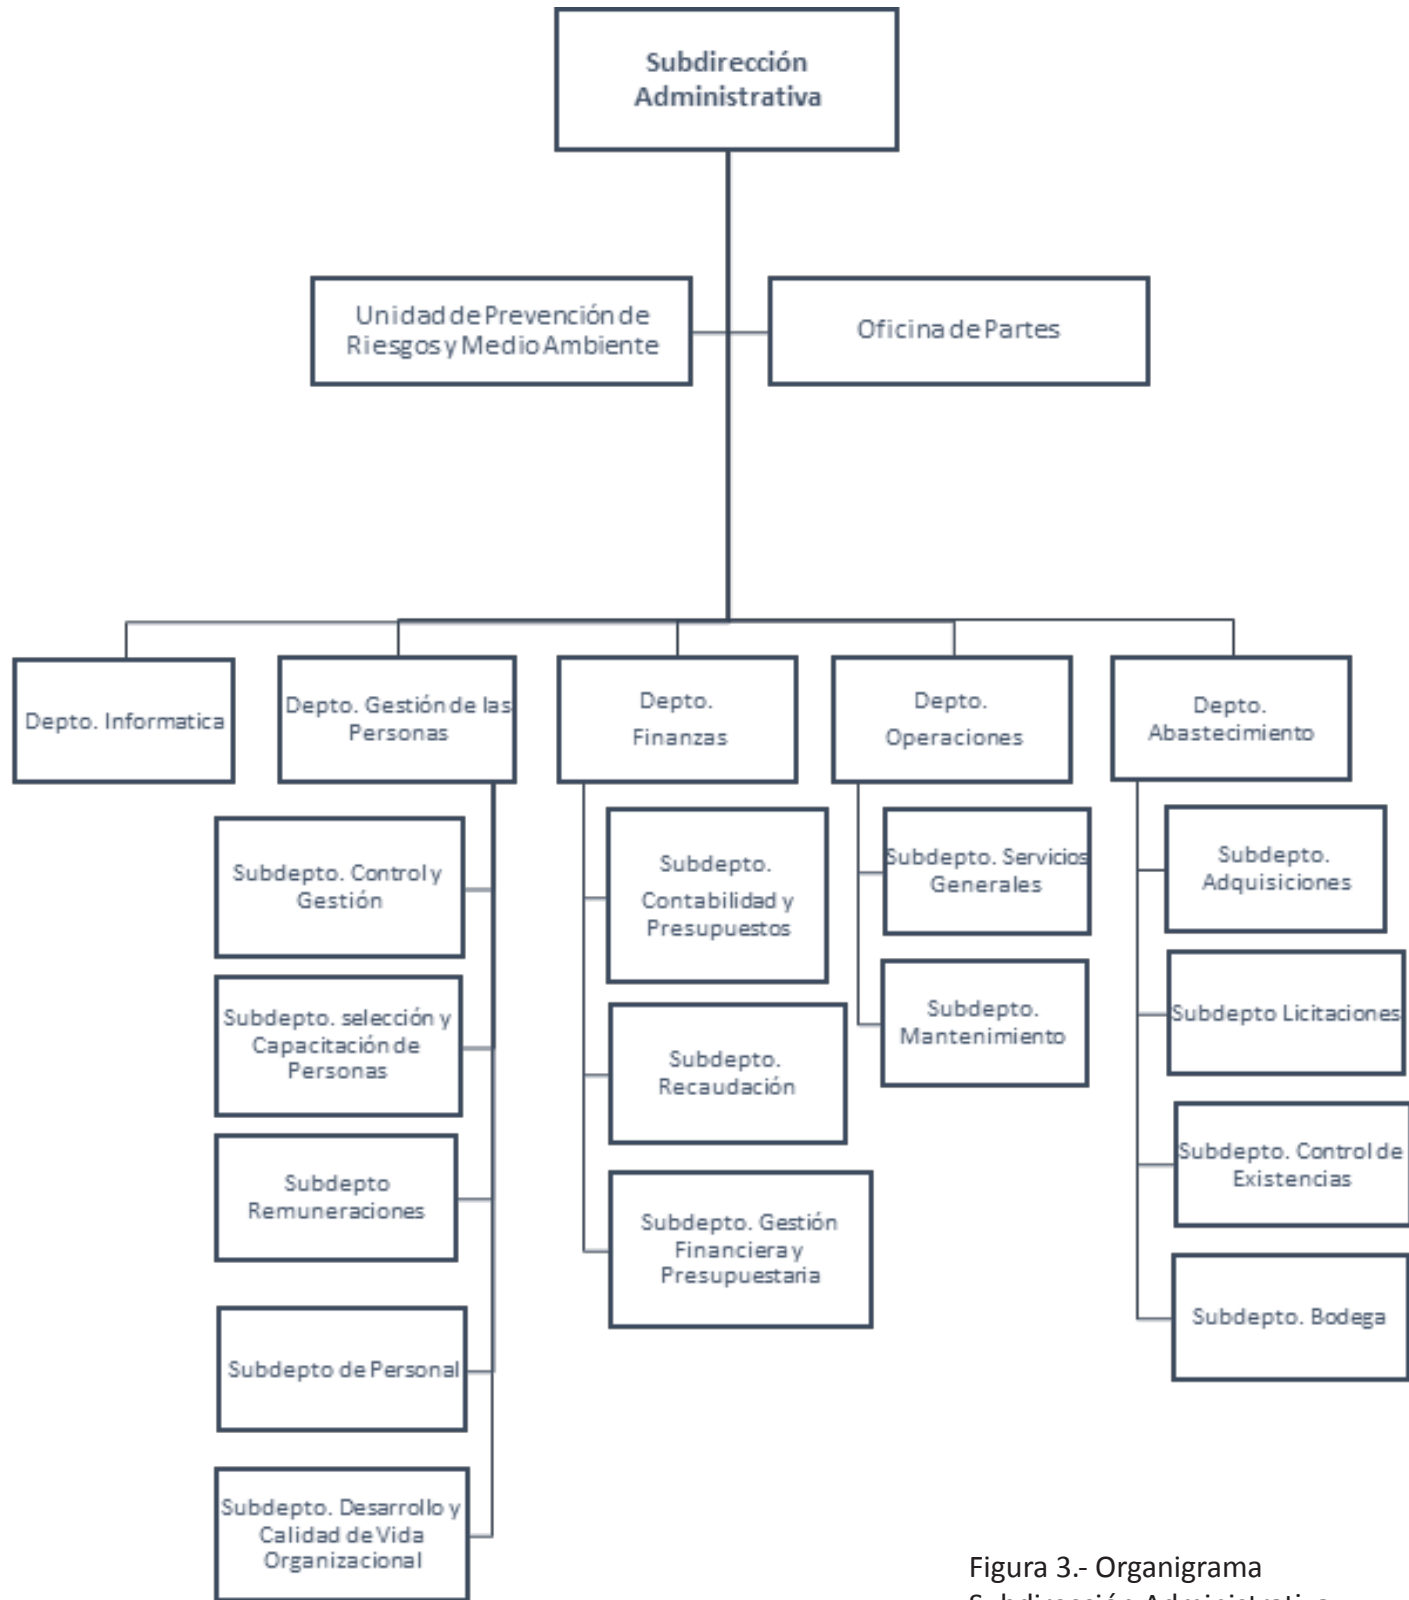 Subdirección
Administrativa
Unidad de Prevención de
Riesgos y Medio Ambiente
Oficina de Partes
Depto. Informatica
Depto. Gestión de las
Personas
Depto.
Finanzas
Depto.
Operaciones
Depto.
Abastecimiento
Subdepto. Control y
Gestión
Subdepto. selección y
Capacitación de
Personas
Subdepto
Remuneraciones
Subdepto de Personal
Subdepto. Desarrollo y
Calidad de Vida
Organizacional
Subdepto.
Contabilidad y
Presupuestos
Subdepto.
Recaudación
Subdepto. Gestión
Financiera y
Presupuestaria
Subdepto. Servicios
Generales
Subdepto.
Mantenimiento
Subdepto.
Adquisiciones
Subdepto Licitaciones
Subdepto. Control de
Existencias
Subdepto. Bodega
Figura 3.- Organigrama
Subdirección Administrativa